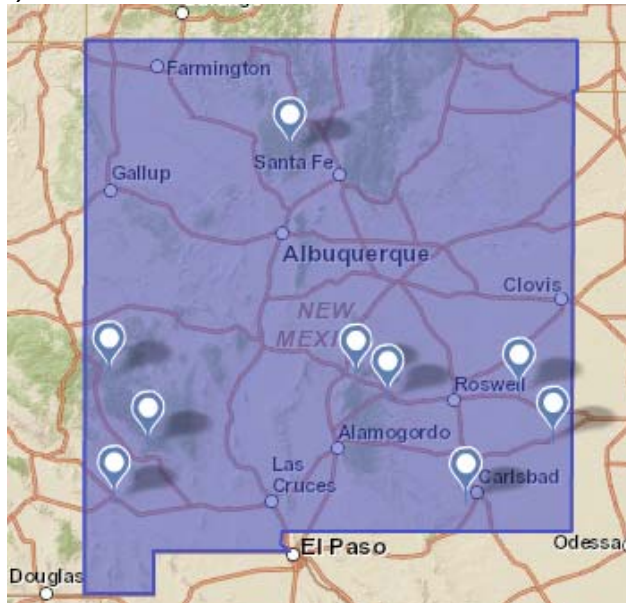 Farmington
Santa Fe
Gallup
Albuquerque
Clovis
NEW
MEXI
Roswell
Alamogordo
Las
Cruces
Carlsbad
El Paso
Odessa
Douglas